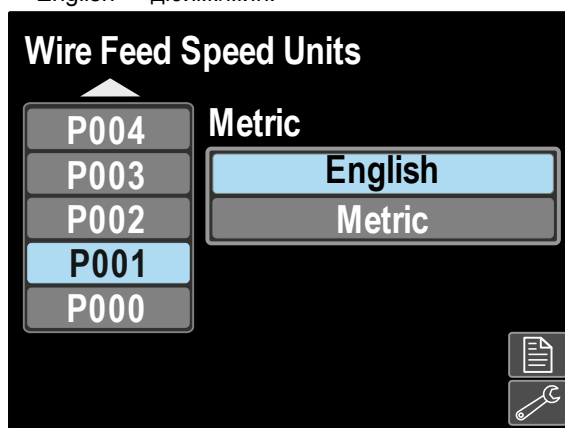 Wire Feed Speed Units
P004
P003
P002
P001
P000
Metric
English
Metric